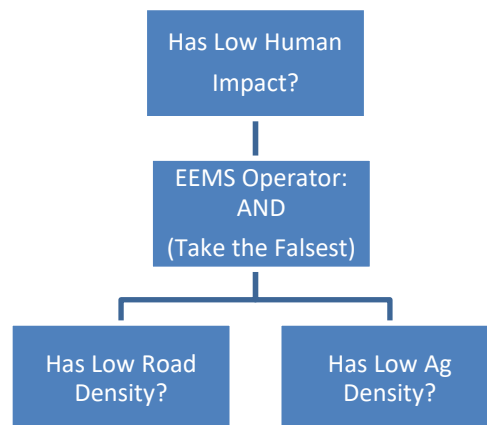 Has Low Human
Impact?
EEMS Operator:
AND
(Take the Falsest)
Has Low Road
Density?
Has Low Ag
Density?